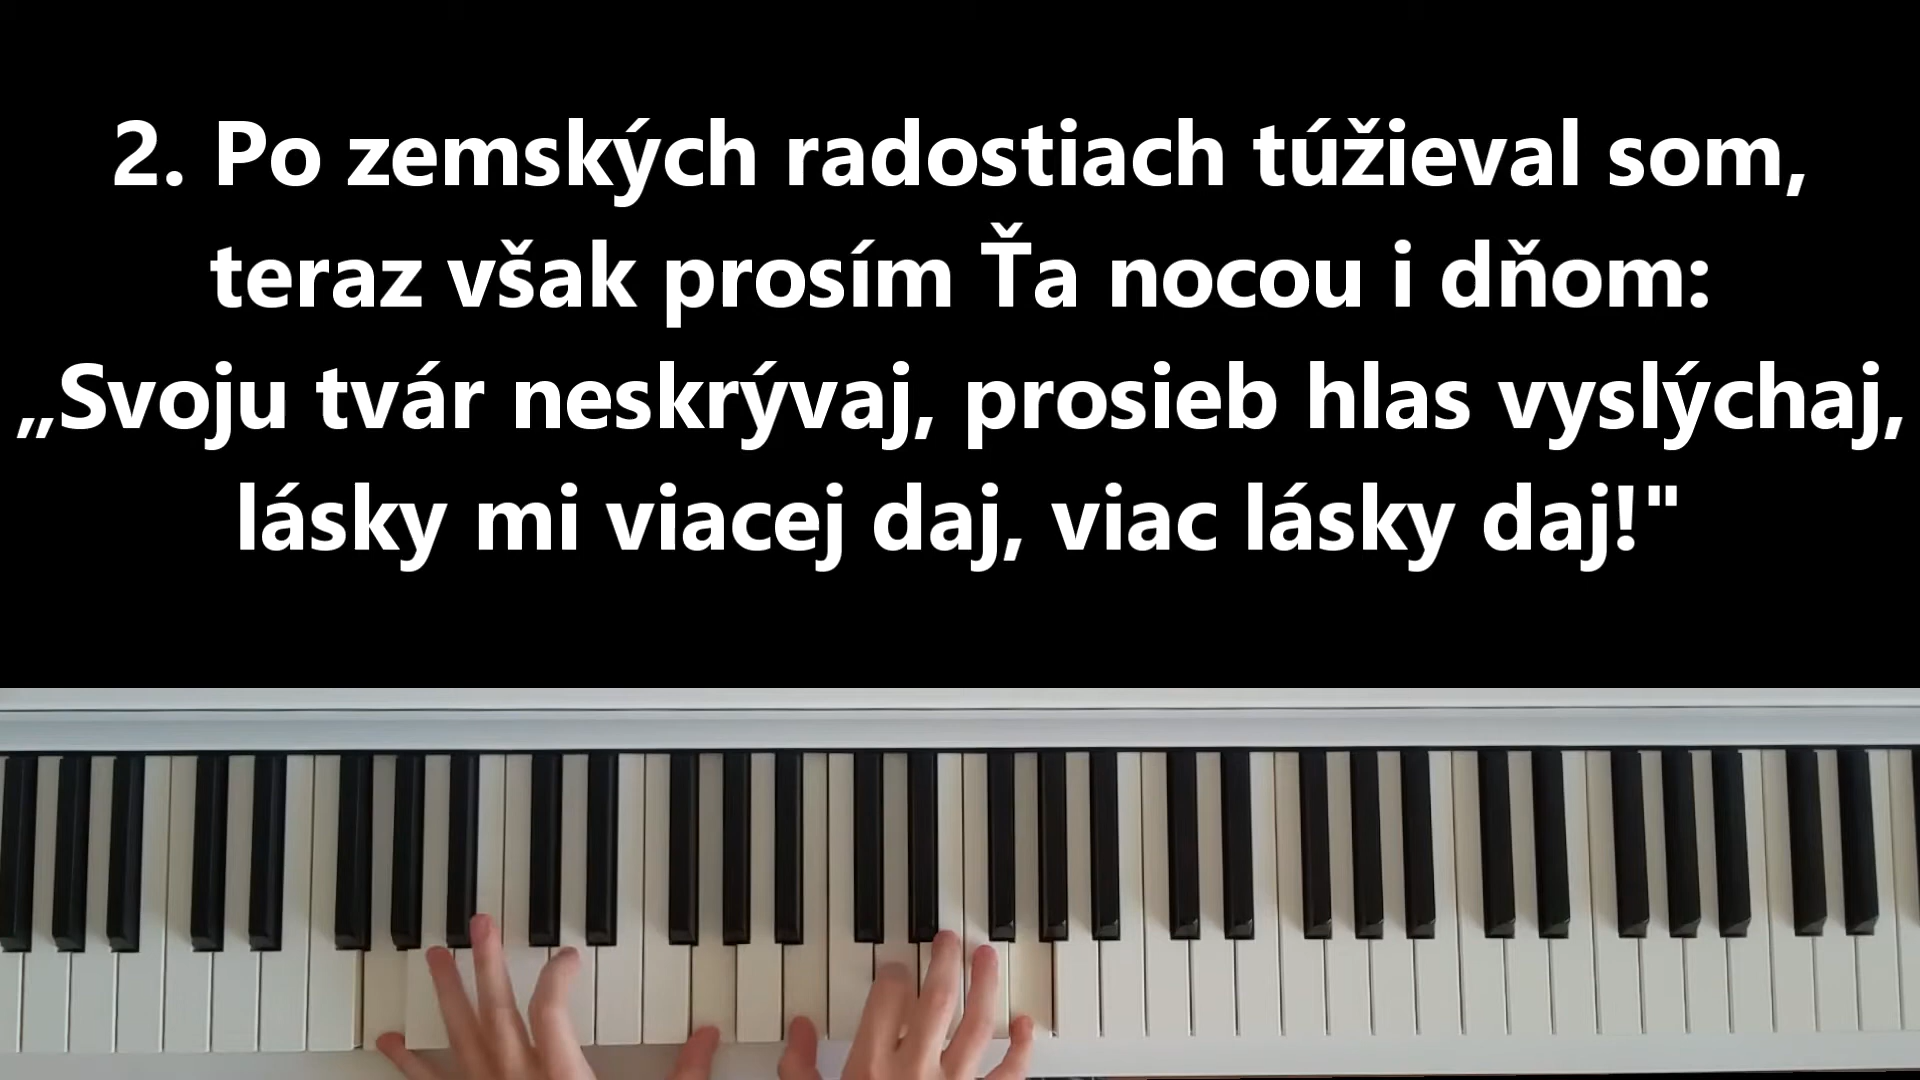 2. Po zemských radostiach túžieval som,
teraz však prosím Ťa nocou i dňom:
„Svoju tvár neskrývaj, prosieb hlas vyslýchaj,
lásky mi viacej daj, viac lásky daj!"